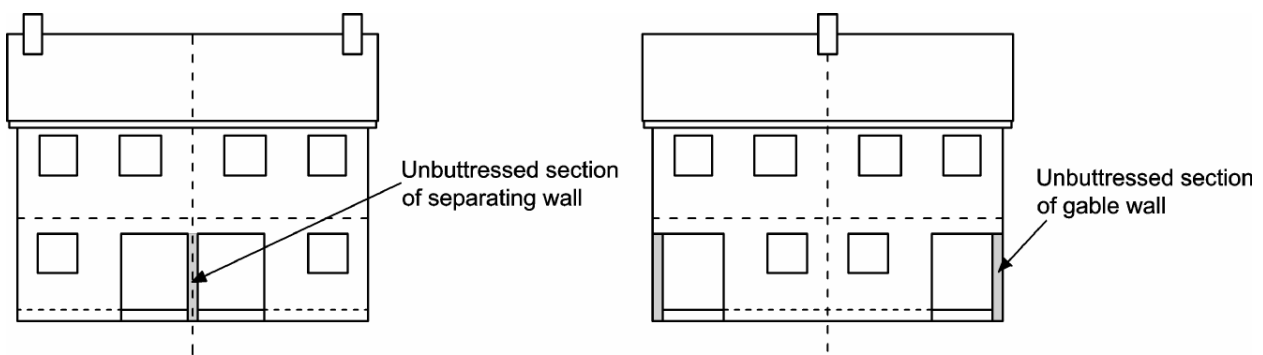 Unbuttressed section
of separating wall
Unbuttressed section
of gable wall